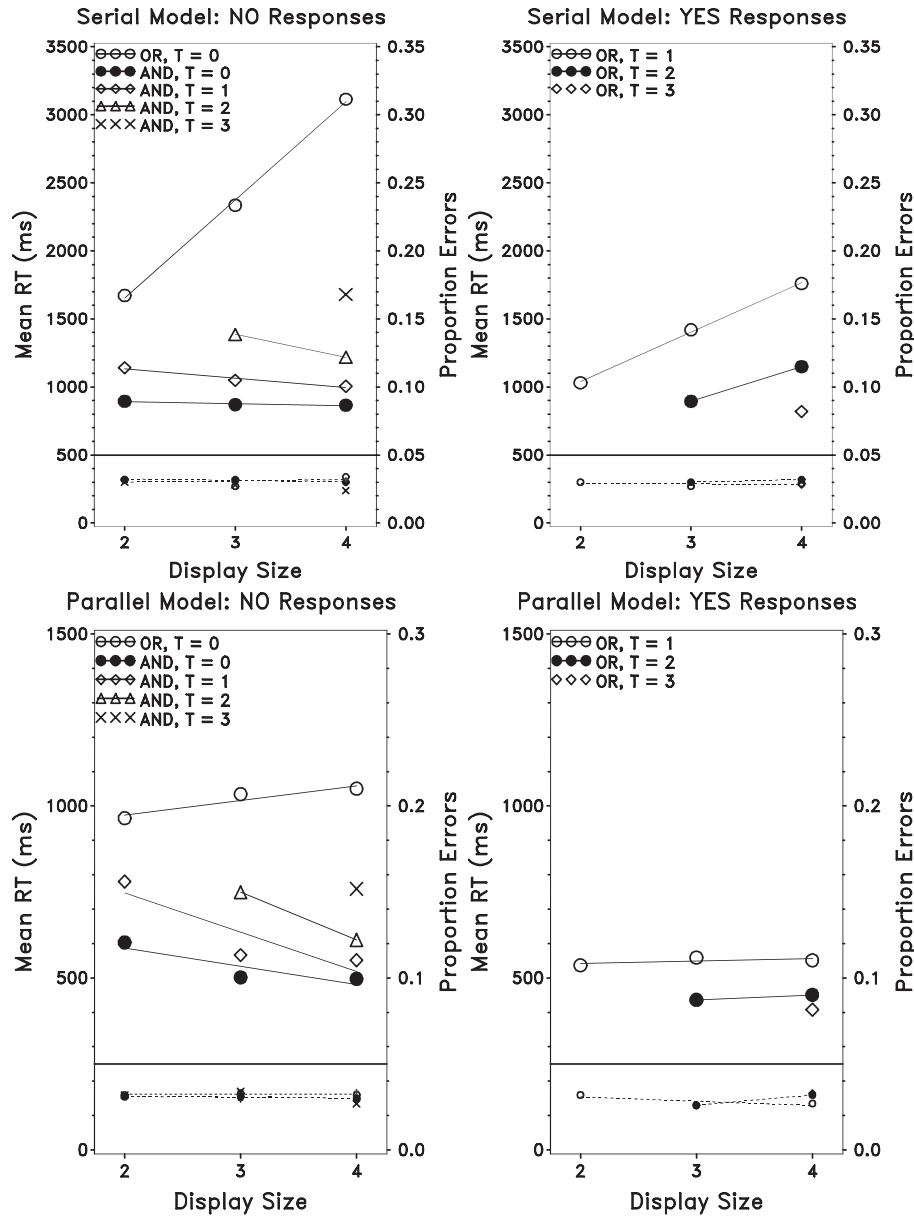 Serial Model: NO Responses
3500
3000
2500
2000
1500
1000
500
0
Mean RT (ms)
OR, T = 0
AND, T = 0
AND, T = 1
AND, T = 2
AND, T = 3
0.35
0.30
0.25
0.20
0.15
0.10
0.05
0.00
Proportion Errors
2 3 4
Display Size
Serial Model: YES Responses
3500
3000
2500
2000
1500
1000
500
0
Mean RT (ms)
OR, T = 1
OR, T = 2
OR, T = 3
0.35
0.30
0.25
0.20
0.15
0.10
0.05
0.00
Proportion Errors
2 3 4
Display Size
Parallel Model: NO Responses
1500
1000
500
0
Mean RT (ms)
OR, T = 0
AND, T = 0
AND, T = 1
AND, T = 2
AND, T = 3
0.3
0.2
0.1
0.0
Proportion Errors
2 3 4
Display Size
Parallel Model: YES Responses
1500
1000
500
0
Mean RT (ms)
OR, T = 1
OR, T = 2
OR, T = 3
0.3
0.2
0.1
0.0
Proportion Errors
2 3 4
Display Size